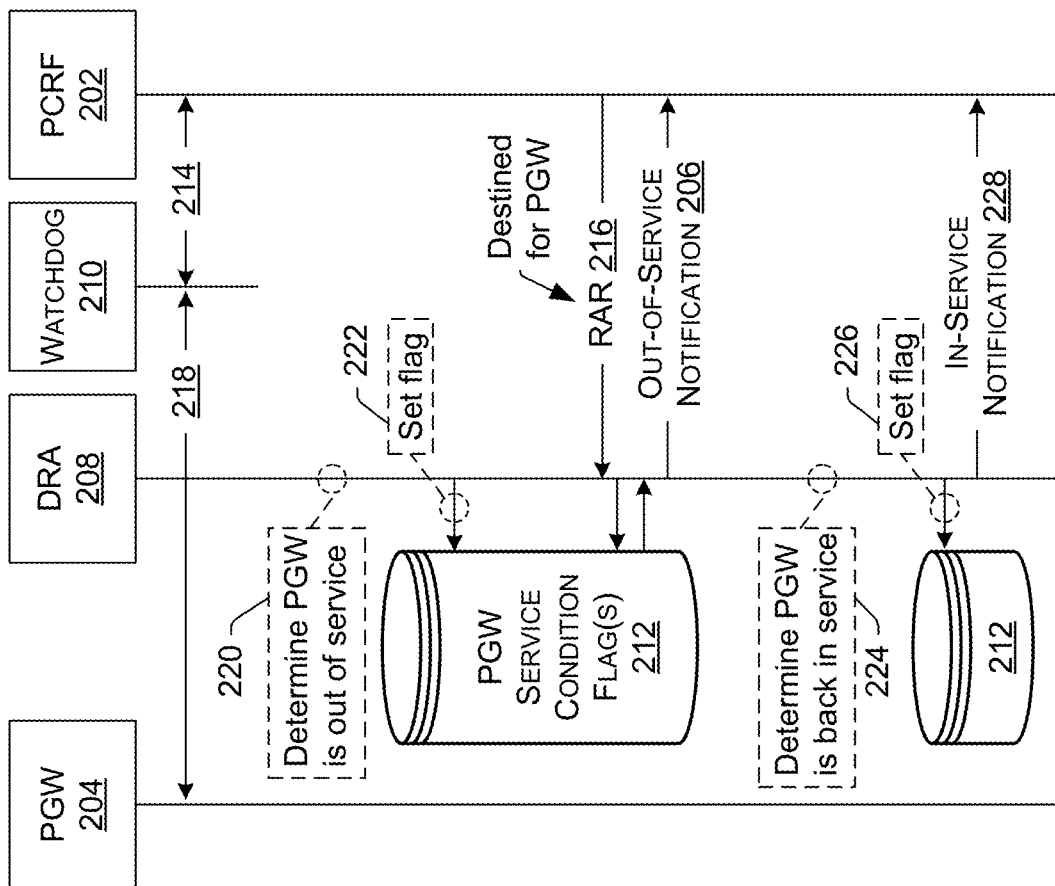 PGW
204
DRA
208
WATCHDOG
210
PCRF
202
218
214
220
Determine PGW
is out of service
222
Set flag
Destined
for PGW
RAR 216
PGW
SERVICE
CONDITION
FLAG(S)
212
OUT-OF-SERVICE
NOTIFICATION 206
Determine PGW
is back in service
224
226
Set flag
212
IN-SERVICE
NOTIFICATION 228